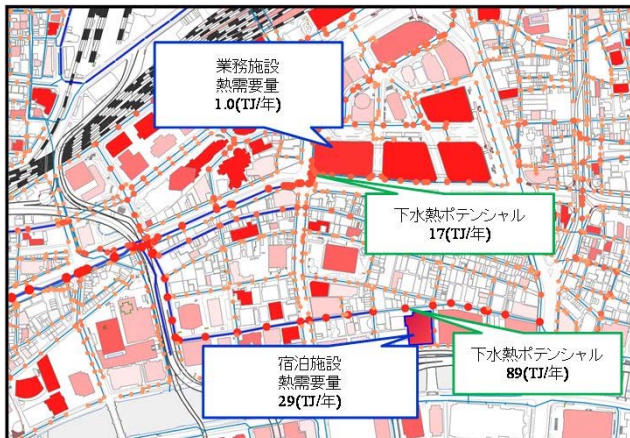 業務施設
熱需要量
1.0(TJ/年)
下水熱ポテンシャル
17(TJ/年)
宿泊施設
熱需要量
29(TJ/年)
下水熱ポテンシャル
89(TJ/年)